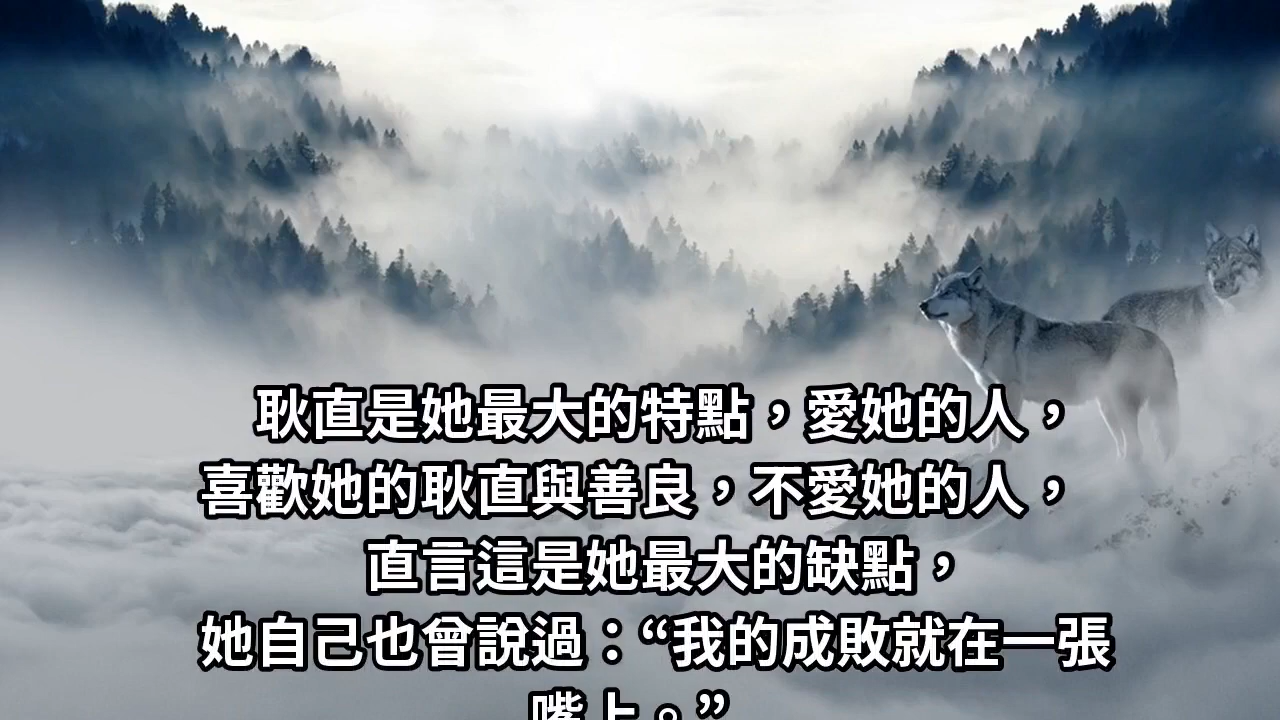 耿直是她最大的特點，愛她的人，
喜歡她的耿直與善良，不愛她的人，
直言這是她最大的缺點，
她自己也曾說過：“我的成敗就在一張
嘴上。”